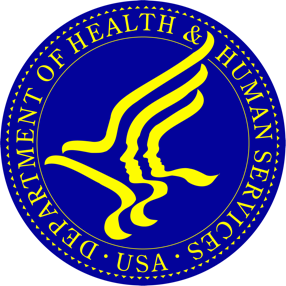 DEPARTMENT OF HEALTH & HUMAN SERVICES
· USA ·